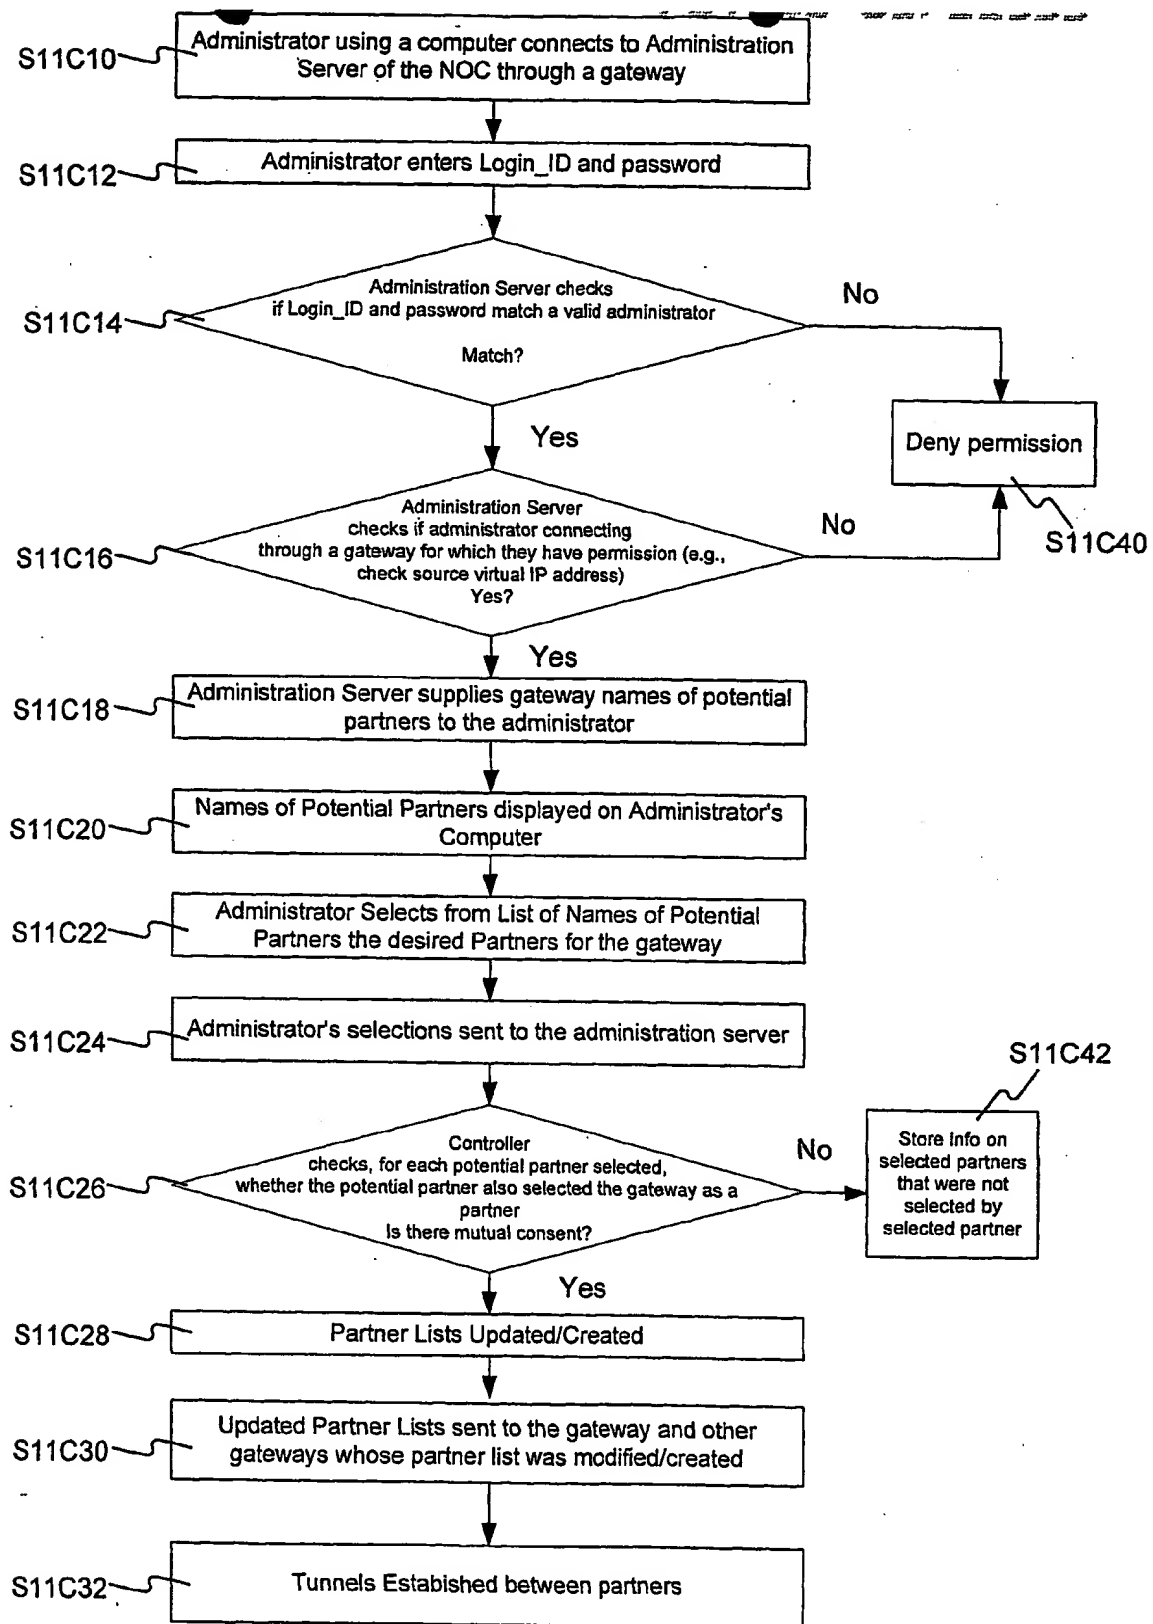 S11C10
Administrator using a computer connects to Administration
Server of the NOC through a gateway
S11C12
Administrator enters Login_ID and password
S11C14
Administration Server checks
if Login_ID and password match a valid administrator
Match?
No
Yes
Deny permission
S11C40
S11C16
Administration Server
checks if administrator connecting
through a gateway for which they have permission (e.g.,
check source virtual IP address)
Yes?
No
Yes
S11C18
Administration Server supplies gateway names of potential
partners to the administrator
S11C20
Names of Potential Partners displayed on Administrator's
Computer
S11C22
Administrator Selects from List of Names of Potential
Partners the desired Partners for the gateway
S11C24
Administrator's selections sent to the administration server
S11C26
Controller
checks, for each potential partner selected,
whether the potential partner also selected the gateway as a
partner
Is there mutual consent?
No
S11C42
Store info on
selected partners
that were not
selected by
selected partner
Yes
S11C28
Partner Lists Updated/Created
S11C30
Updated Partner Lists sent to the gateway and other
gateways whose partner list was modified/created
S11C32
Tunnels Estabished between partners